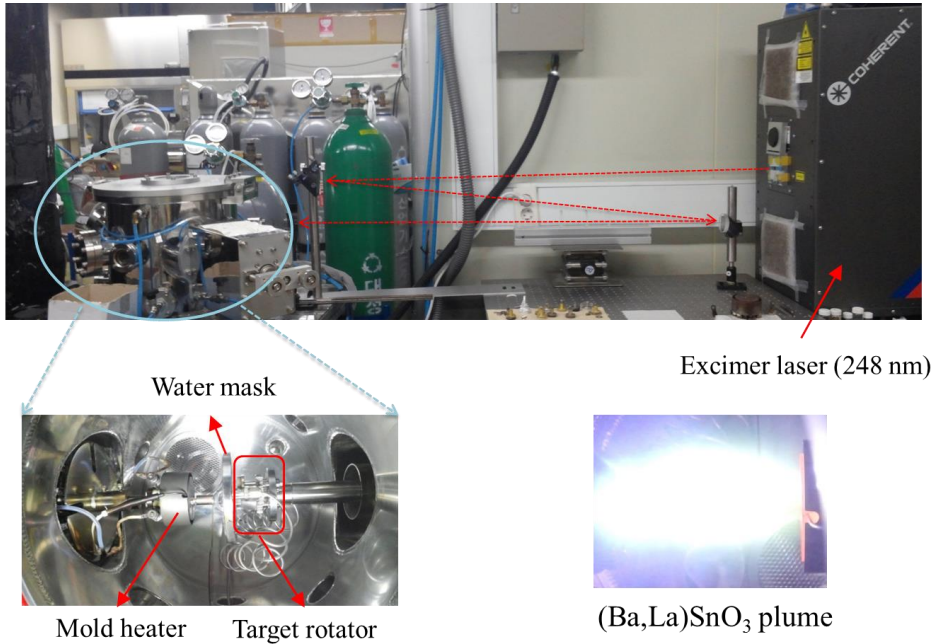 COHERENT
Excimer laser (248 nm)
Water mask
Mold heater
Target rotator
(Ba,La)SnO₃ plume